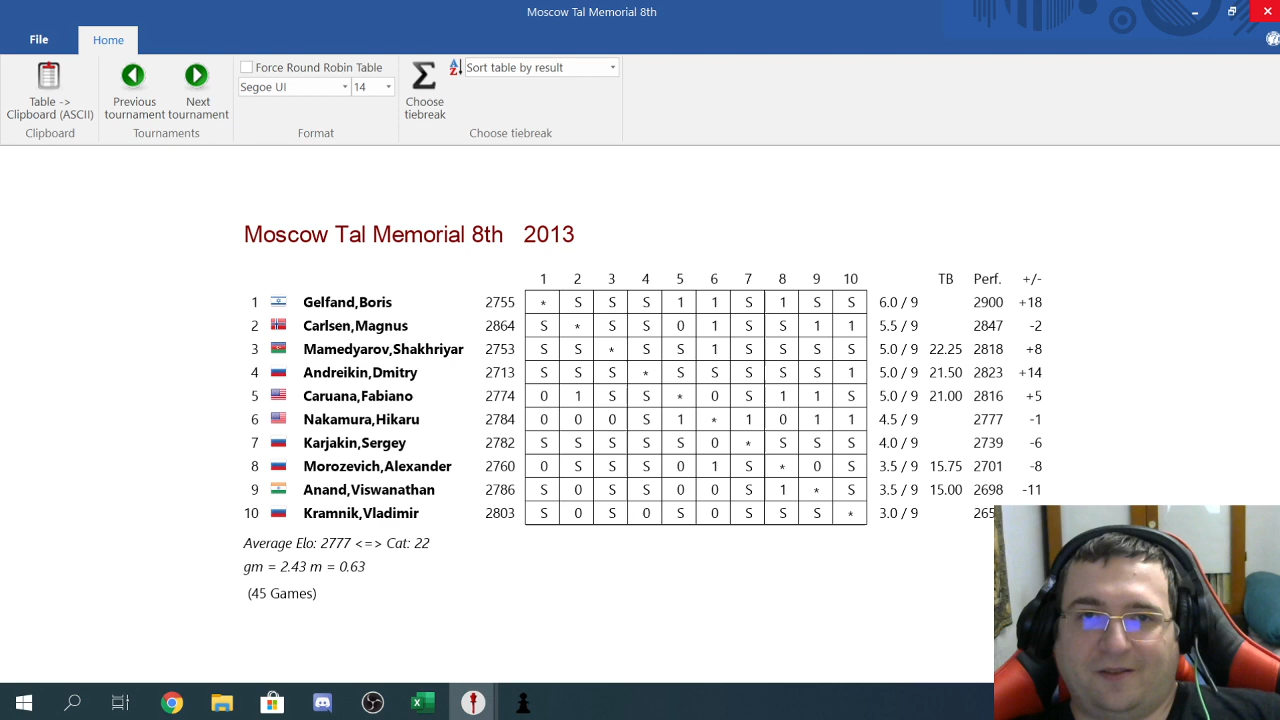 Moscow Tal Memorial 8th
File Home
Force Round Robin Table
Sort table by result
Segoe UI 14
Table -> Previous Next Choose
Clipboard (ASCII) tournament tournament tiebreak
Clipboard Tournaments Format Choose tiebreak
Moscow Tal Memorial 8th 2013
1 2 3 4 5 6 7 8 9 10 TB Perf. +/-
1 Gelfand,Boris 2755 * S S S 1 1 S 1 S S 6.0 / 9 2900 +18
2 Carlsen,Magnus 2864 S * S S 0 1 S S 1 1 5.5 / 9 2847 -2
3 Mamedyarov,Shakhriyar 2753 S S * S S 1 S S S S 5.0 / 9 22.25 2818 +8
4 Andreikin,Dmitry 2713 S S S * S S S S S 1 5.0 / 9 21.50 2823 +14
5 Caruana,Fabiano 2774 0 1 S S * 0 S 1 1 S 5.0 / 9 21.00 2816 +5
6 Nakamura,Hikaru 2784 0 0 0 S 1 * 1 0 1 1 4.5 / 9 2777 -1
7 Karjakin,Sergey 2782 S S S S S 0 * S S S 4.0 / 9 2739 -6
8 Morozevich,Alexander 2760 0 S S S 0 1 S * 0 S 3.5 / 9 15.75 2701 -8
9 Anand,Viswanathan 2786 S 0 S S 0 0 S 1 * S 3.5 / 9 15.00 2698 -11
10 Kramnik,Vladimir 2803 S 0 S 0 S 0 S S S * 3.0 / 9
Average Elo: 2777 <=> Cat: 22
gm = 2.43 m = 0.63
(45 Games)